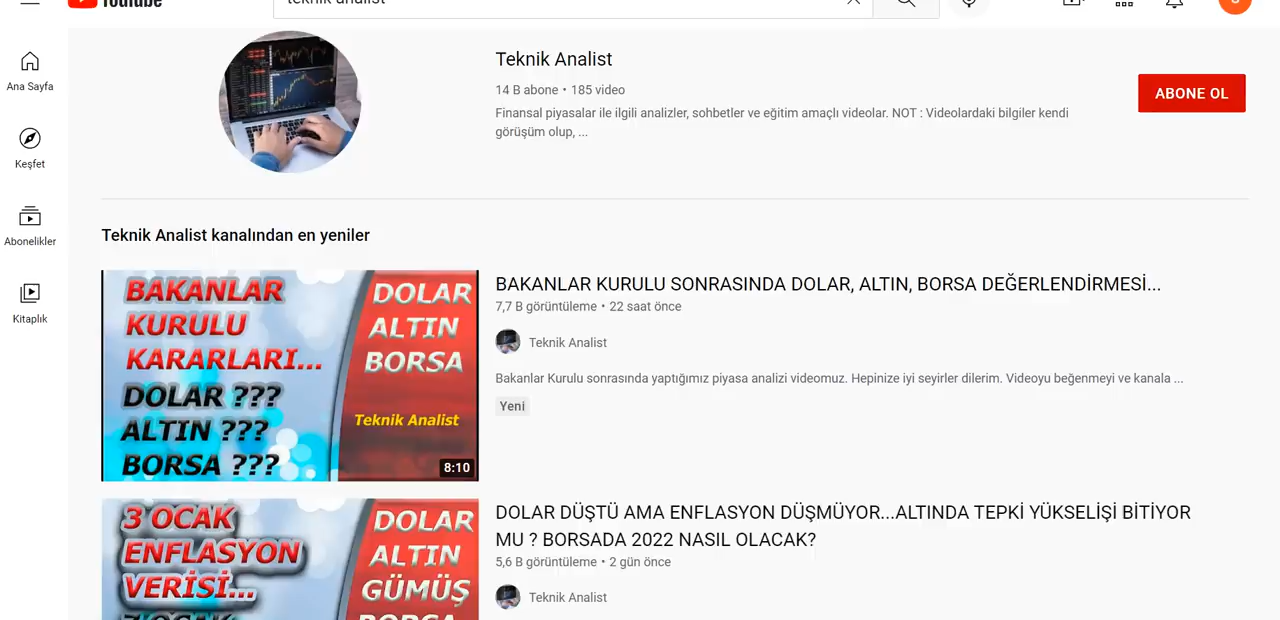 YouTube
teknik analist
Ana Sayfa
Keşfet
Abonelikler
Kitaplık
Teknik Analist
14 B abone • 185 video
Finansal piyasalar ile ilgili analizler, sohbetler ve eğitim amaçlı videolar. NOT : Videolardaki bilgiler kendi
görüşüm olup, ...
ABONE OL
Teknik Analist kanalından en yeniler
BAKANLAR
KURULU
KARARLARI...
DOLAR ???
ALTIN ???
BORSA ???
DOLAR
ALTIN
BORSA
Teknik Analist
8:10
BAKANLAR KURULU SONRASINDA DOLAR, ALTIN, BORSA DEĞERLENDİRMESİ...
7,7 B görüntüleme • 22 saat önce
Teknik Analist
Bakanlar Kurulu sonrasında yaptığımız piyasa analizi videomuz. Hepinize iyi seyirler dilerim. Videoyu beğenmeyi ve kanala ...
Yeni
3 OCAK
ENFLASYON
VERİSİ...
DOLAR
ALTIN
GÜMÜŞ
BORSA
DOLAR DÜŞTÜ AMA ENFLASYON DÜŞMÜYOR...ALTINDA TEPKİ YÜKSELİŞİ BİTİYOR
MU ? BORSADA 2022 NASIL OLACAK?
5,6 B görüntüleme • 2 gün önce
Teknik Analist